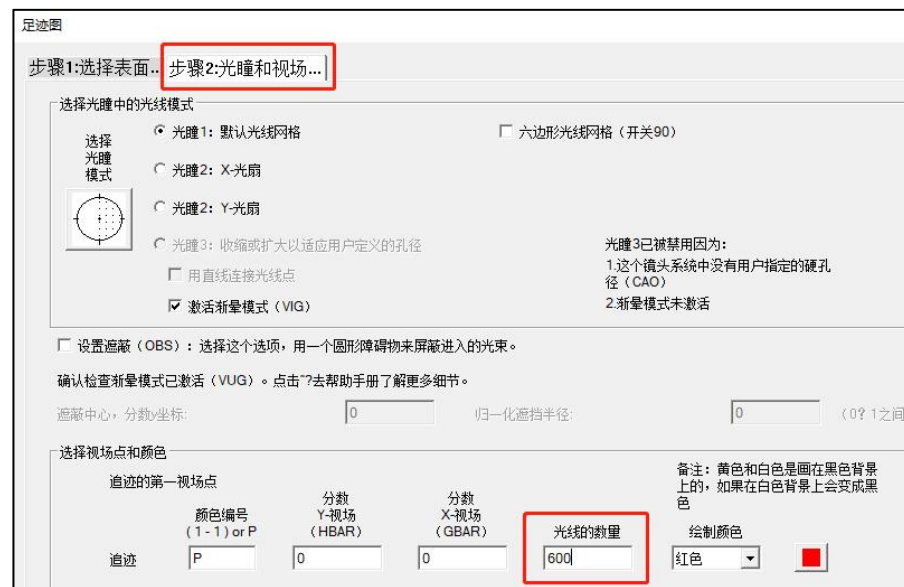 足迹图
步骤1:选择表面... 步骤2:光瞳和视场...
选择光瞳中的光线模式
选择
光瞳
模式
光瞳1：默认光线网格
六边形光线网格（开关90）
光瞳2：X-光扇
光瞳2：Y-光扇
光瞳3：收缩或扩大以适应用户定义的孔径
用直线连接光线点
激活渐晕模式（VIG）
光瞳3已被禁用因为：
1.这个镜头系统中没有用户指定的硬孔
径（CAO）
2.渐晕模式未激活
设置遮蔽（OBS）：选择这个选项，用一个圆形障碍物来屏蔽进入的光束。
确认检查渐晕模式已激活（VUG）。点击"?去帮助手册了解更多细节。
遮蔽中心，分数y坐标:
0
归一化遮挡半径:
0
（0? 1之间
选择视场点和颜色
追迹的第一视场点
备注：黄色和白色是画在黑色背景
上的，如果在白色背景上会变成黑
色
颜色编号
(1-1) or P
分数
Y-视场
(HBAR)
分数
X-视场
(GBAR)
光线的数量
绘制颜色
追迹
P
0
0
600
红色